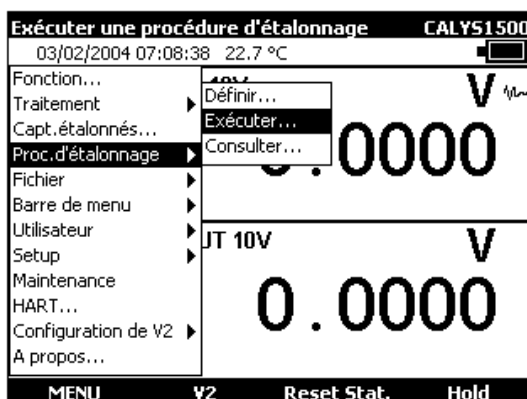 Exécuter une procédure d'étalonnage CALYS1500
03/02/2004 07:08:38 22.7 °C
Fonction...
Traitement
Capt.étalonnés...
Proc.d'étalonnage
Fichier
Barre de menu
Utilisateur
Setup
Maintenance
HART...
Configuration de V2
A propos...
Définir...
Exécuter...
Consulter...
10V V
0.0000
UT 10V V
0.0000
MENU V2 Reset Stat. Hold